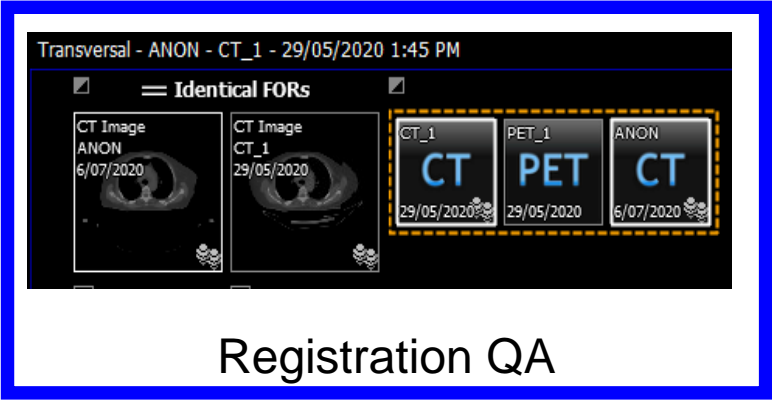 Transversal - ANON - CT_1 - 29/05/2020 1:45 PM
Identical FORs
CT Image
ANON
6/07/2020
CT Image
CT_1
29/05/2020
CT_1
CT
29/05/2020
PET_1
PET
29/05/2020
ANON
CT
6/07/2020
Registration QA